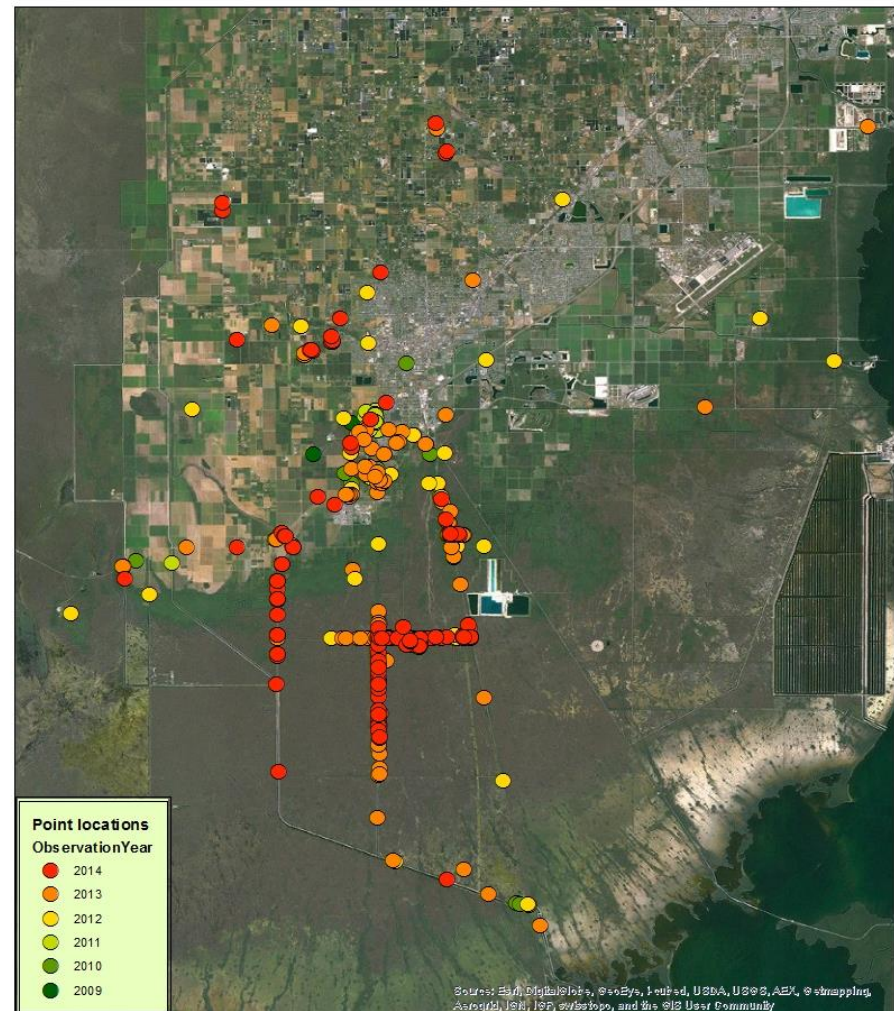 Point locations
ObservationYear
2014
2013
2012
2011
2010
2009
Source: Esri, DigitalGlobe, GeoEye, i-cubed, USDA, USGS, AEX, Getmapping,
Aerogrid, IGN, IGP, swisstopo, and the GIS User Community